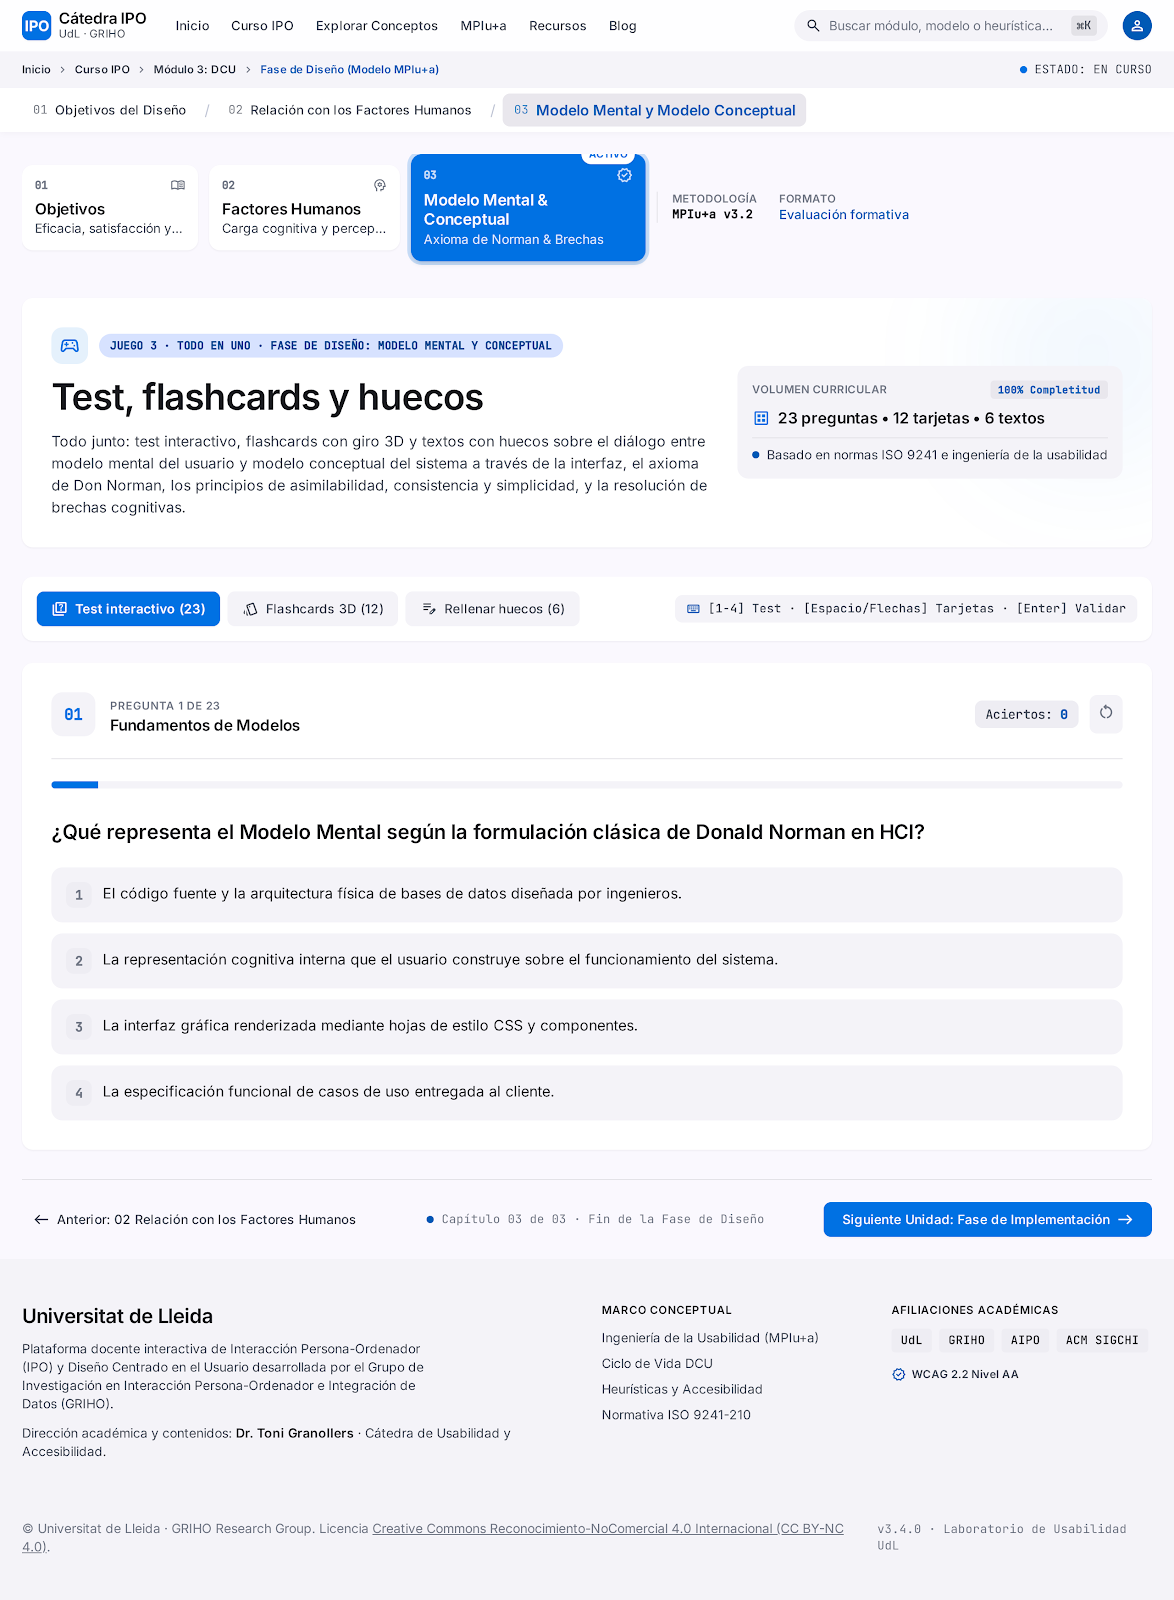 IPO
Cátedra IPO
UdL · GRIHO
Inicio
Curso IPO
Explorar Conceptos
MPIu+a
Recursos
Blog
Buscar módulo, modelo o heurística...
⌘K
Inicio > Curso IPO > Módulo 3: DCU > Fase de Diseño (Modelo MPIu+a)
ESTADO: EN CURSO
01 Objetivos del Diseño / 02 Relación con los Factores Humanos / 03 Modelo Mental y Modelo Conceptual
01
Objetivos
Eficacia, satisfacción y...
02
Factores Humanos
Carga cognitiva y percep...
ACTIVO
03
Modelo Mental &
Conceptual
Axioma de Norman & Brechas
METODOLOGÍA
MPIu+a v3.2
FORMATO
Evaluación formativa
JUEGO 3 · TODO EN UNO · FASE DE DISEÑO: MODELO MENTAL Y CONCEPTUAL
Test, flashcards y huecos
Todo junto: test interactivo, flashcards con giro 3D y textos con huecos sobre el diálogo entre
modelo mental del usuario y modelo conceptual del sistema a través de la interfaz, el axioma
de Don Norman, los principios de asimilabilidad, consistencia y simplicidad, y la resolución de
brechas cognitivas.
VOLUMEN CURRICULAR
100% Completitud
23 preguntas • 12 tarjetas • 6 textos
Basado en normas ISO 9241 e ingeniería de la usabilidad
Test interactivo (23)
Flashcards 3D (12)
Rellenar huecos (6)
[1-4] Test · [Espacio/Flechas] Tarjetas · [Enter] Validar
01
PREGUNTA 1 DE 23
Fundamentos de Modelos
Aciertos: 0
¿Qué representa el Modelo Mental según la formulación clásica de Donald Norman en HCI?
1 El código fuente y la arquitectura física de bases de datos diseñada por ingenieros.
2 La representación cognitiva interna que el usuario construye sobre el funcionamiento del sistema.
3 La interfaz gráfica renderizada mediante hojas de estilo CSS y componentes.
4 La especificación funcional de casos de uso entregada al cliente.
← Anterior: 02 Relación con los Factores Humanos
Capítulo 03 de 03 · Fin de la Fase de Diseño
Siguiente Unidad: Fase de Implementación →
Universitat de Lleida
Plataforma docente interactiva de Interacción Persona-Ordenador
(IPO) y Diseño Centrado en el Usuario desarrollada por el Grupo de
Investigación en Interacción Persona-Ordenador e Integración de
Datos (GRIHO).
Dirección académica y contenidos: Dr. Toni Granollers · Cátedra de Usabilidad y
Accesibilidad.
MARCO CONCEPTUAL
Ingeniería de la Usabilidad (MPIu+a)
Ciclo de Vida DCU
Heurísticas y Accesibilidad
Normativa ISO 9241-210
AFILIACIONES ACADÉMICAS
UdL
GRIHO
AIPO
ACM SIGCHI
WCAG 2.2 Nivel AA
© Universitat de Lleida · GRIHO Research Group. Licencia Creative Commons Reconocimiento-NoComercial 4.0 Internacional (CC BY-NC
4.0).
v3.4.0 · Laboratorio de Usabilidad
UdL